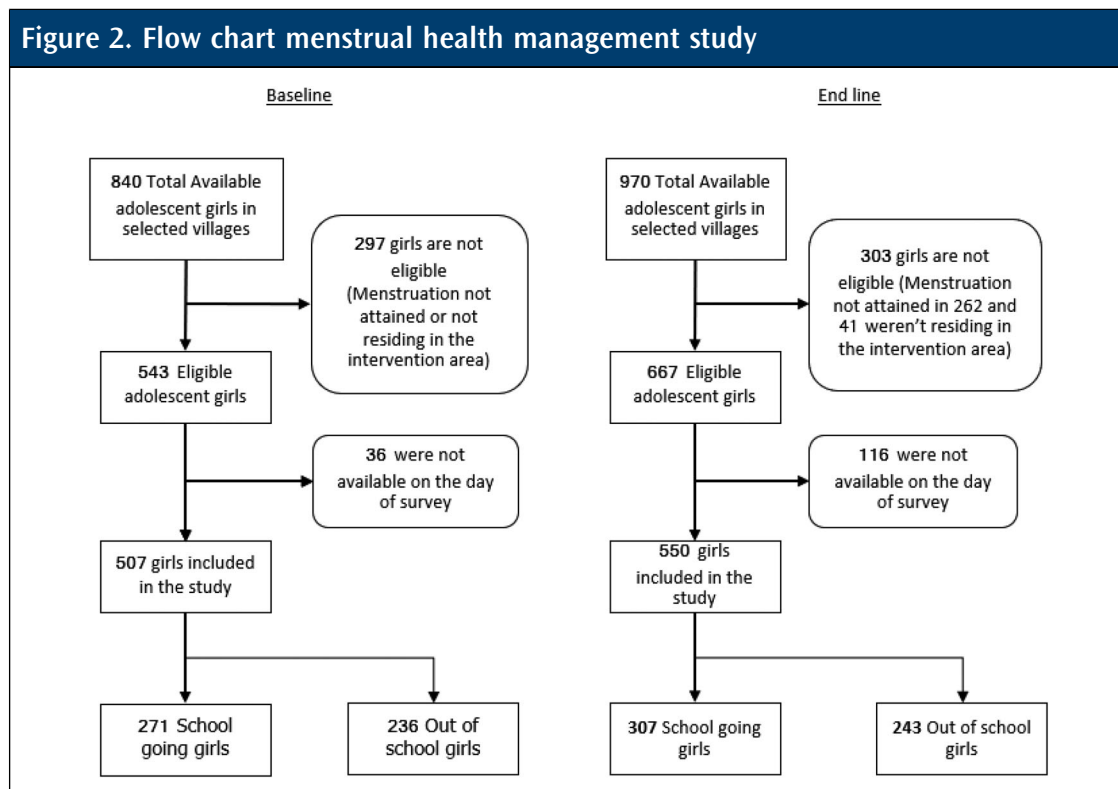 Figure 2. Flow chart menstrual health management study
Baseline
840 Total Available
adolescent girls in
selected villages
297 girls are not
eligible
(Menstruation not
attained or not
residing in the
intervention area)
543 Eligible
adolescent girls
36 were not
available on the day
of survey
507 girls included
in the study
271 School
going girls
236 Out of
school girls
End line
970 Total Available
adolescent girls in
selected villages
303 girls are not
eligible (Menstruation
not attained in 262 and
41 weren't residing in
the intervention area)
667 Eligible
adolescent girls
116 were not
available on the day
of survey
550 girls
included in the
study
307 School going
girls
243 Out of school
girls